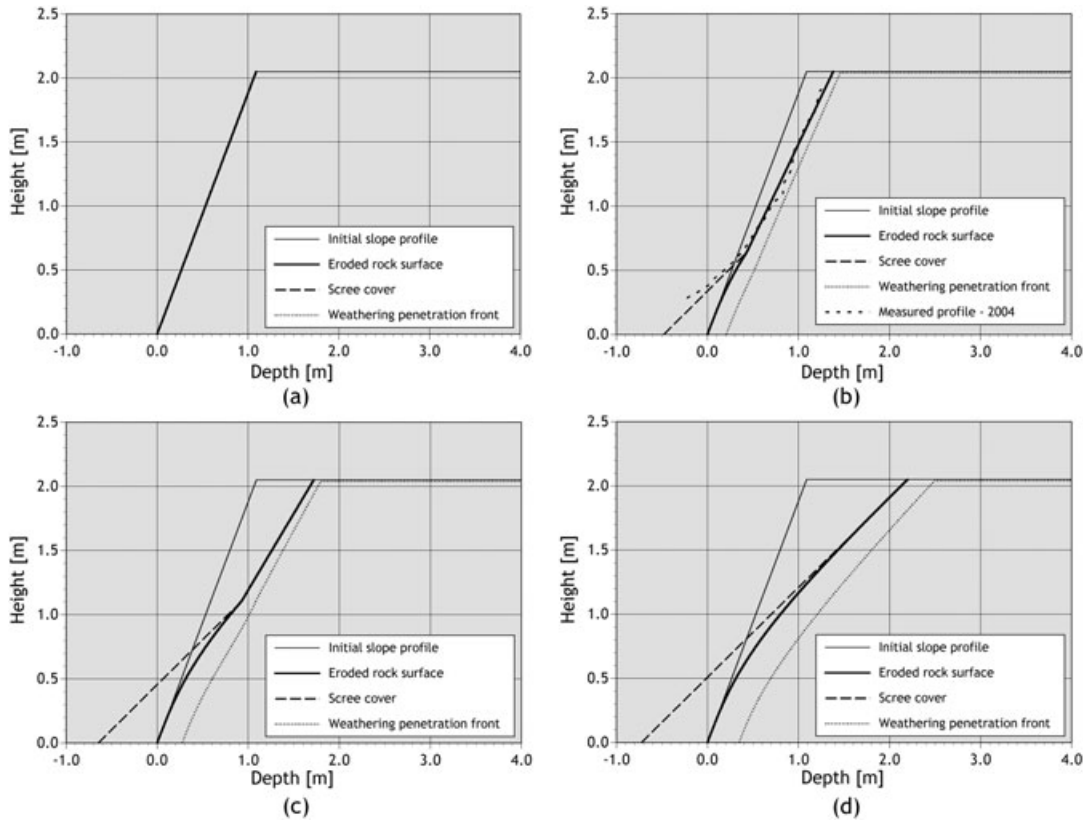 2.5
2.0
1.5
1.0
0.5
0.0
Height [m]
-1.0 0.0 1.0 2.0 3.0 4.0
Depth [m]
Initial slope profile
Eroded rock surface
Scree cover
Weathering penetration front
(a)
2.5
2.0
1.5
1.0
0.5
0.0
Height [m]
-1.0 0.0 1.0 2.0 3.0 4.0
Depth [m]
Initial slope profile
Eroded rock surface
Scree cover
Weathering penetration front
Measured profile - 2004
(b)
2.5
2.0
1.5
1.0
0.5
0.0
Height [m]
-1.0 0.0 1.0 2.0 3.0 4.0
Depth [m]
Initial slope profile
Eroded rock surface
Scree cover
Weathering penetration front
(c)
2.5
2.0
1.5
1.0
0.5
0.0
Height [m]
-1.0 0.0 1.0 2.0 3.0 4.0
Depth [m]
Initial slope profile
Eroded rock surface
Scree cover
Weathering penetration front
(d)